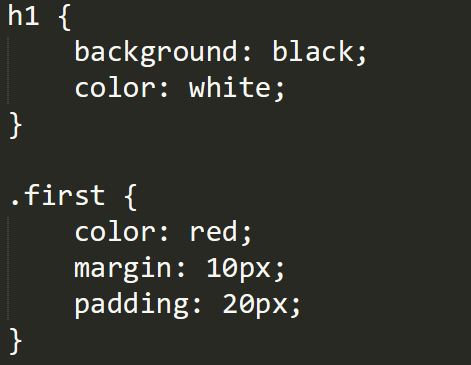 h1 {
    background: black;
    color: white;
}

.first {
    color: red;
    margin: 10px;
    padding: 20px;
}